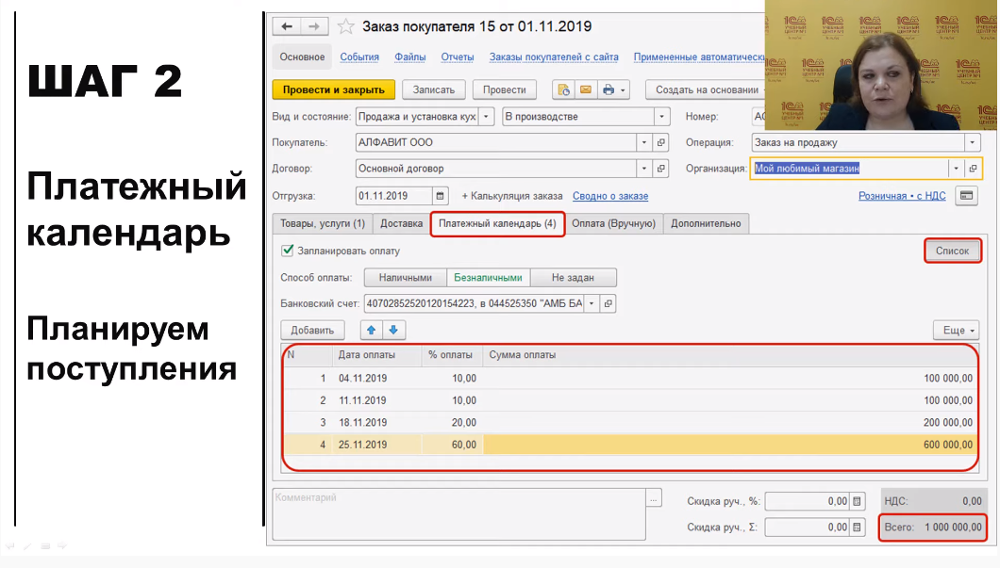 ШАГ 2
Платежный
календарь
Планируем
поступления
Заказ покупателя 15 от 01.11.2019
Основное События Файлы Отчеты Заказы покупателей с сайта Примененные автоматически
Провести и закрыть Записать Провести Создать на основании
Вид и состояние: Продажа и установка кух В производстве Номер:
Покупатель: АЛФАВИТ ООО Операция: Заказ на продажу
Договор: Основной договор Организация: Мой любимый магазин
Отгрузка: 01.11.2019 + Калькуляция заказа Сводно о заказе Розничная • с НДС
Товары, услуги (1) Доставка Платежный календарь (4) Оплата (Вручную) Дополнительно
Запланировать оплату Список
Способ оплаты: Наличными Безналичными Не задан
Банковский счет: 40702852520120154223, в 044525350 "АМБ БА
Добавить Еще
N Дата оплаты % оплаты Сумма оплаты
1 04.11.2019 10,00 100 000,00
2 11.11.2019 10,00 100 000,00
3 18.11.2019 20,00 200 000,00
4 25.11.2019 60,00 600 000,00
Комментарий ... Скидка руч., %: 0,00 НДС: 0,00
Скидка руч., Σ: 0,00 Всего: 1 000 000,00